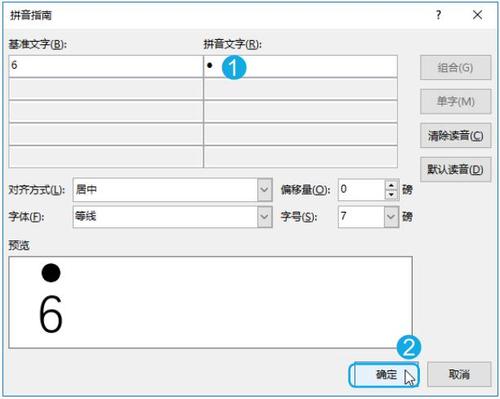 拼音指南 ? ×
基准文字(B): 拼音文字(R):
6 • 1 组合(G)
单字(M)
清除读音(C)
默认读音(D)
对齐方式(L): 居中 偏移量(O): 0 磅
字体(F): 等线 字号(S): 7 磅
预览
●
6
2
确定 取消